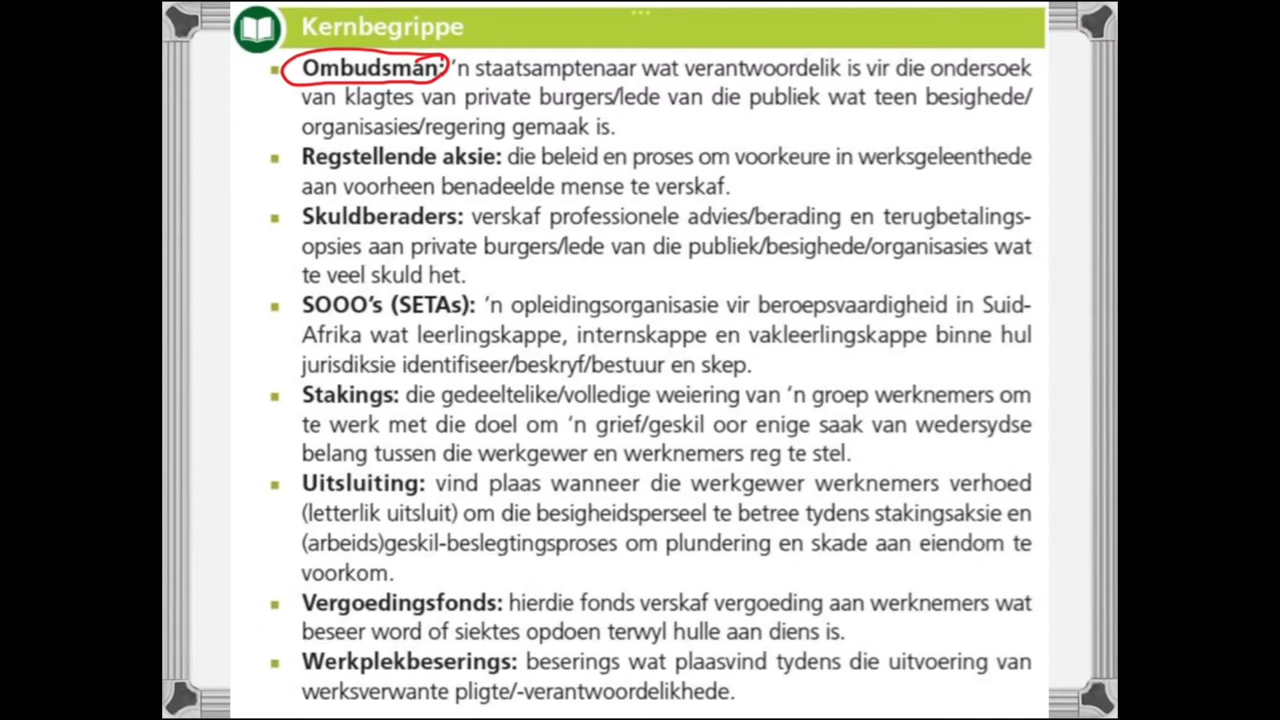 Kernbegrippe
Ombudsman: 'n staatsamptenaar wat verantwoordelik is vir die ondersoek
van klagtes van private burgers/lede van die publiek wat teen besighede/
organisasies/regering gemaak is.
Regstellende aksie: die beleid en proses om voorkeure in werksgeleenthede
aan voorheen benadeelde mense te verskaf.
Skuldberaders: verskaf professionele advies/berading en terugbetalings-
opsies aan private burgers/lede van die publiek/besighede/organisasies wat
te veel skuld het.
SOOO's (SETAs): 'n opleidingsorganisasie vir beroepsvaardigheid in Suid-
Afrika wat leerlingskappe, internskappe en vakleerlingskappe binne hul
jurisdiksie identifiseer/beskryf/bestuur en skep.
Stakings: die gedeeltelike/volledige weiering van 'n groep werknemers om
te werk met die doel om 'n grief/geskil oor enige saak van wedersydse
belang tussen die werkgewer en werknemers reg te stel.
Uitsluiting: vind plaas wanneer die werkgewer werknemers verhoed
(letterlik uitsluit) om die besigheidsperseel te betree tydens stakingsaksie en
(arbeids)geskil-beslegtingsproses om plundering en skade aan eiendom te
voorkom.
Vergoedingsfonds: hierdie fonds verskaf vergoeding aan werknemers wat
beseer word of siektes opdoen terwyl hulle aan diens is.
Werkplekbeserings: beserings wat plaasvind tydens die uitvoering van
werksverwante pligte/-verantwoordelikhede.